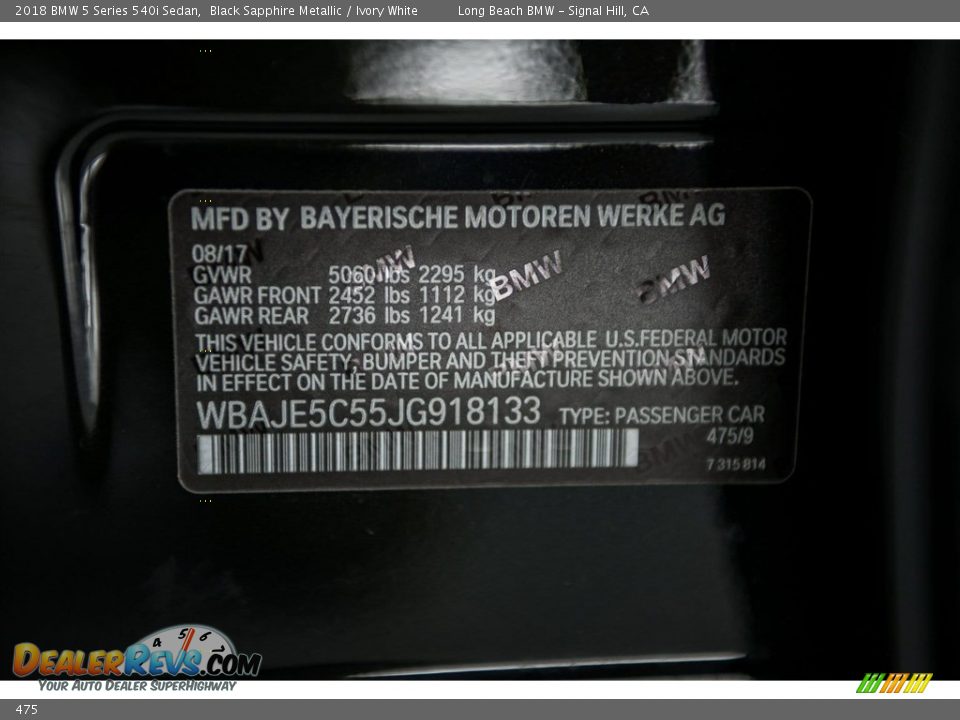 2018 BMW 5 Series 540i Sedan, Black Sapphire Metallic / Ivory White Long Beach BMW - Signal Hill, CA
MFD BY BAYERISCHE MOTOREN WERKE AG
08/17
GVWR 5060 lbs 2295 kg
GAWR FRONT 2452 lbs 1112 kg
GAWR REAR 2736 lbs 1241 kg
BMW BMW BMW
THIS VEHICLE CONFORMS TO ALL APPLICABLE U.S.FEDERAL MOTOR
VEHICLE SAFETY, BUMPER AND THEFT PREVENTION STANDARDS
IN EFFECT ON THE DATE OF MANUFACTURE SHOWN ABOVE.
WBAJE5C55JG918133 TYPE: PASSENGER CAR
475/9
7 315 814
4 5 6
DealerRevs.com
Your Auto Dealer SuperHighway
475